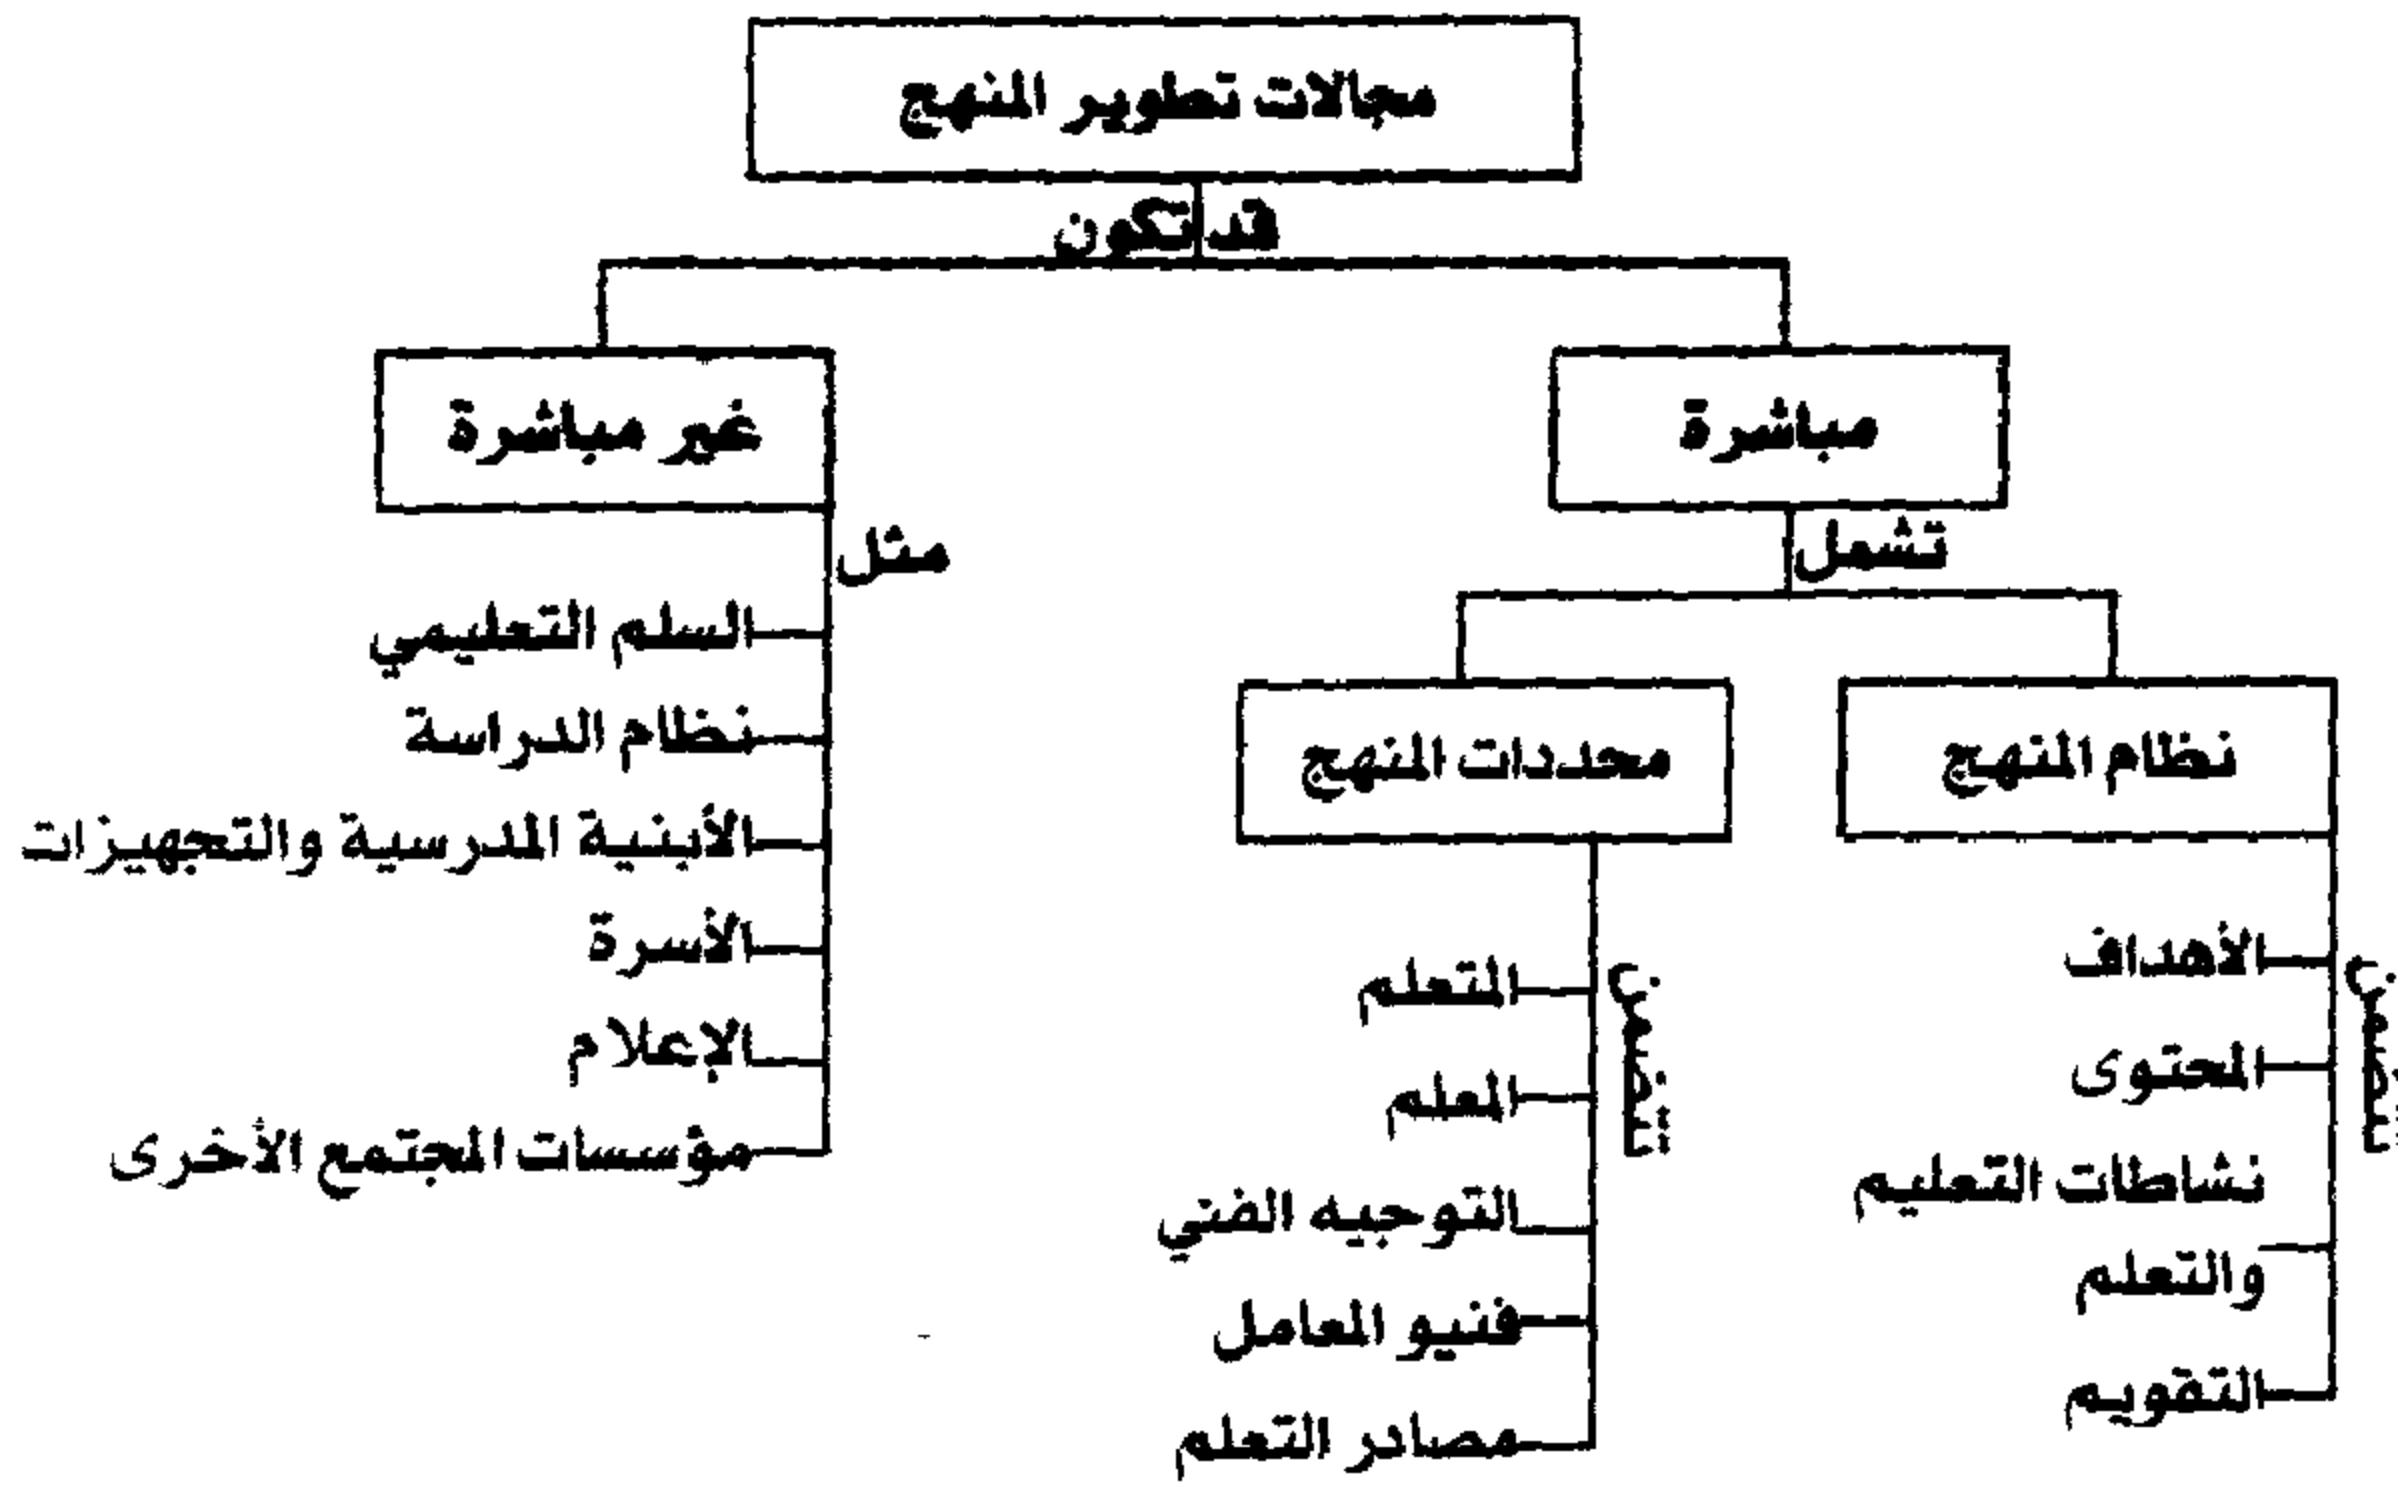 مجالات تطوير المنهج
قد تكون
مباشرة
غير مباشرة
تشمل
مثل
نظام المنهج
محددات المنهج
تتضمن
الأهداف
المحتوى
نشاطات التعليم
والتعلم
التقويم
تتضمن
المتعلم
المعلم
التوجيه الفني
فنيو المعامل
مصادر التعلم
السلم التعليمي
نظام الدراسة
الأبنية المدرسية والتجهيزات
الأسرة
الإعلام
مؤسسات المجتمع الأخرى